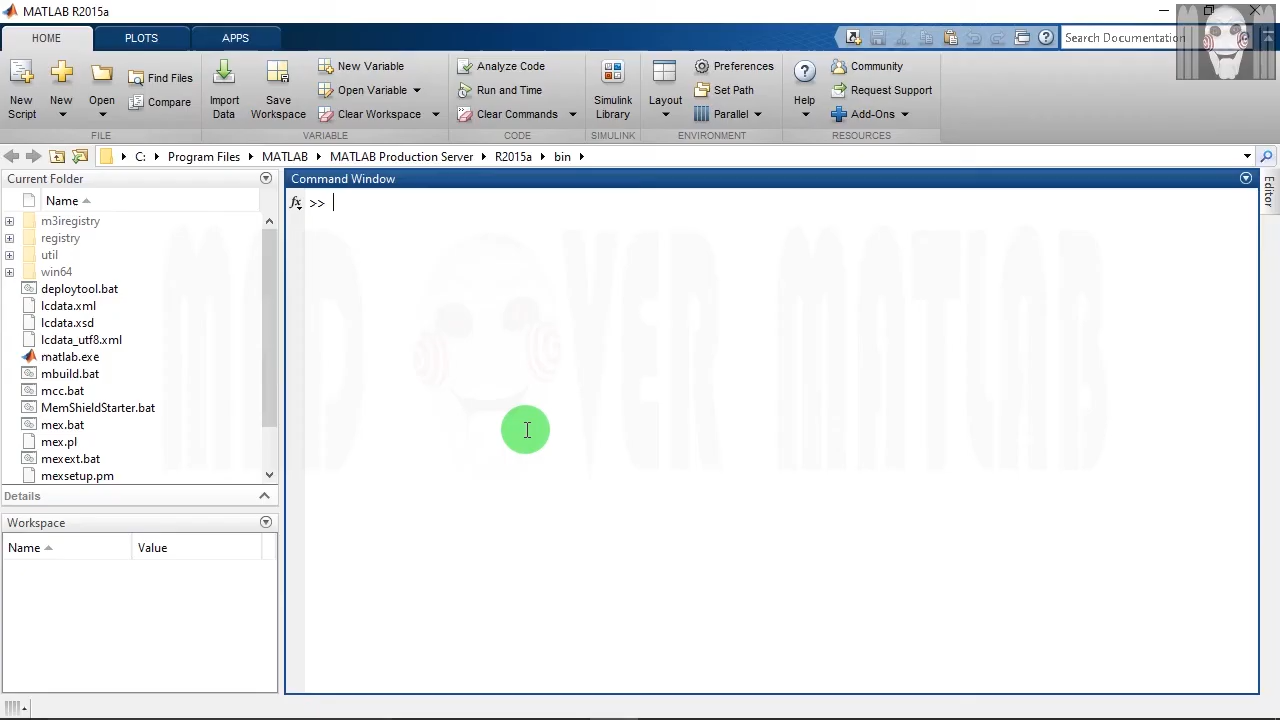 MATLAB R2015a
HOME PLOTS APPS
Search Documentation
New Script
New
Open
Find Files
Compare
Import Data
Save Workspace
New Variable
Open Variable
Clear Workspace
Analyze Code
Run and Time
Clear Commands
Simulink Library
Layout
Preferences
Set Path
Parallel
Help
Community
Request Support
Add-Ons
FILE VARIABLE CODE SIMULINK ENVIRONMENT RESOURCES
C: Program Files MATLAB MATLAB Production Server R2015a bin
Current Folder
Name
m3iregistry
registry
util
win64
deploytool.bat
lcdata.xml
lcdata.xsd
lcdata_utf8.xml
matlab.exe
mbuild.bat
mcc.bat
MemShieldStarter.bat
mex.bat
mex.pl
mexext.bat
mexsetup.pm
Details
Workspace
Name Value
Command Window
fx >>
Editor
MAD OVER MATLAB